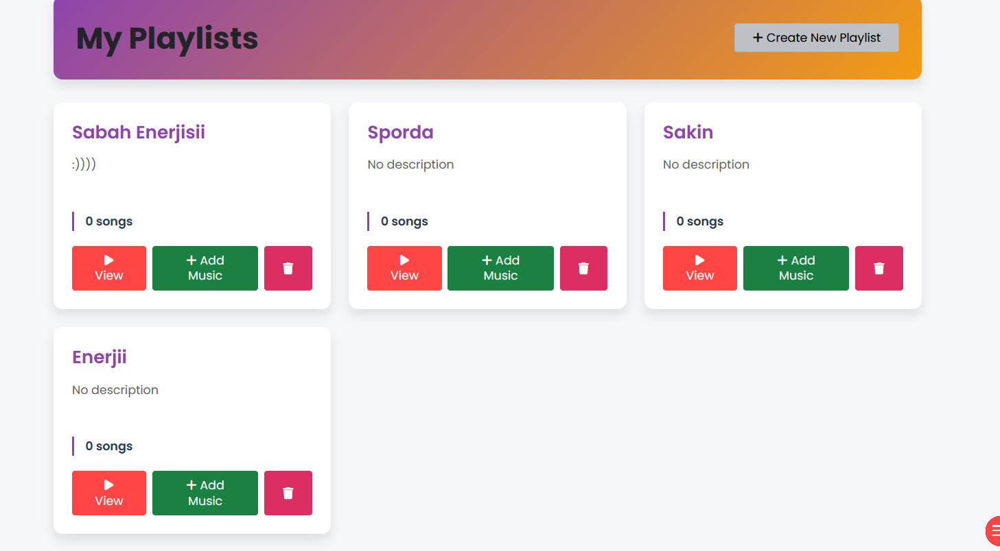 My Playlists
+ Create New Playlist
Sabah Enerjisii
:))))
0 songs
View
+ Add
Music
Sporda
No description
0 songs
View
+ Add
Music
Sakin
No description
0 songs
View
+ Add
Music
Enerjii
No description
0 songs
View
+ Add
Music